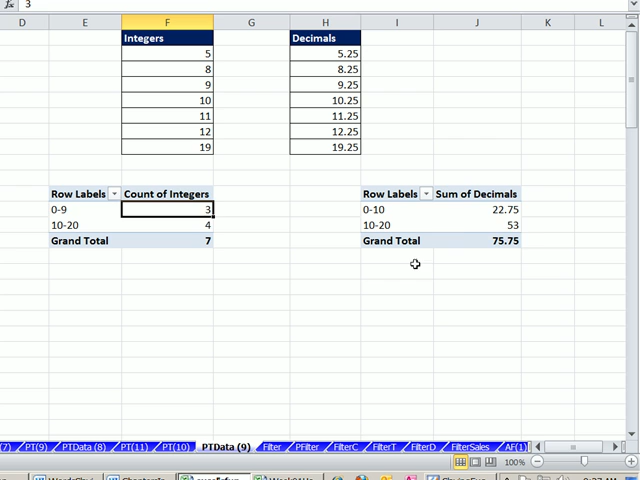 fx 3
D E F G H I J K L
Integers Decimals
5 5.25
8 8.25
9 9.25
10 10.25
11 11.25
12 12.25
19 19.25
Row Labels Count of Integers Row Labels Sum of Decimals
0-9 3 0-10 22.75
10-20 4 10-20 53
Grand Total 7 Grand Total 75.75
(7) PT(9) PTData (8) PT(11) PT(10) PTData (9) Filter PFilter FilterC FilterT FilterD FilterSales AF(1)
100%